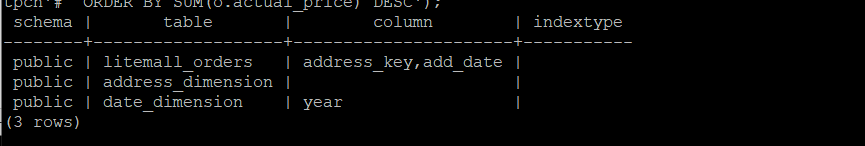 tpch'# ORDER BY SUM(o.actual_price) DESC');
schema | table | column | indextype
--------+-------------------+----------------------+-----------
public | litemall_orders | address_key,add_date |
public | address_dimension | |
public | date_dimension | year |
(3 rows)